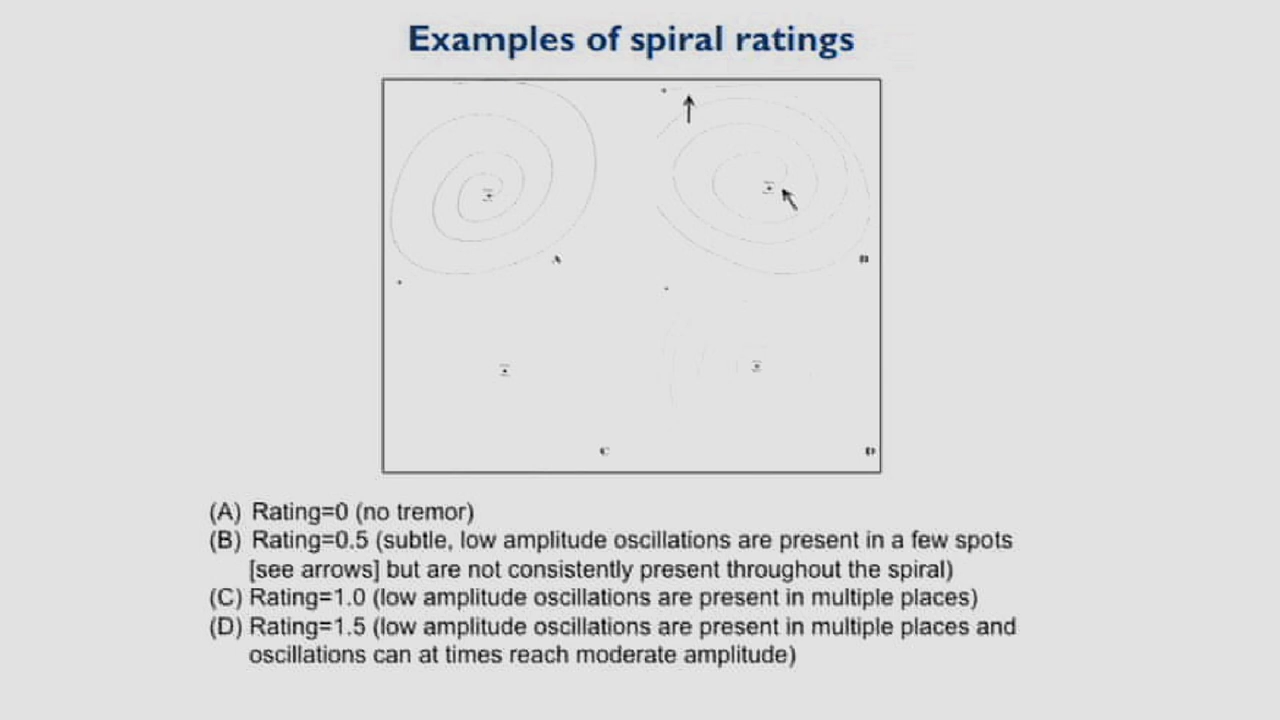 Examples of spiral ratings
A
B
C
D
(A) Rating=0 (no tremor)
(B) Rating=0.5 (subtle, low amplitude oscillations are present in a few spots
[see arrows] but are not consistently present throughout the spiral)
(C) Rating=1.0 (low amplitude oscillations are present in multiple places)
(D) Rating=1.5 (low amplitude oscillations are present in multiple places and
oscillations can at times reach moderate amplitude)